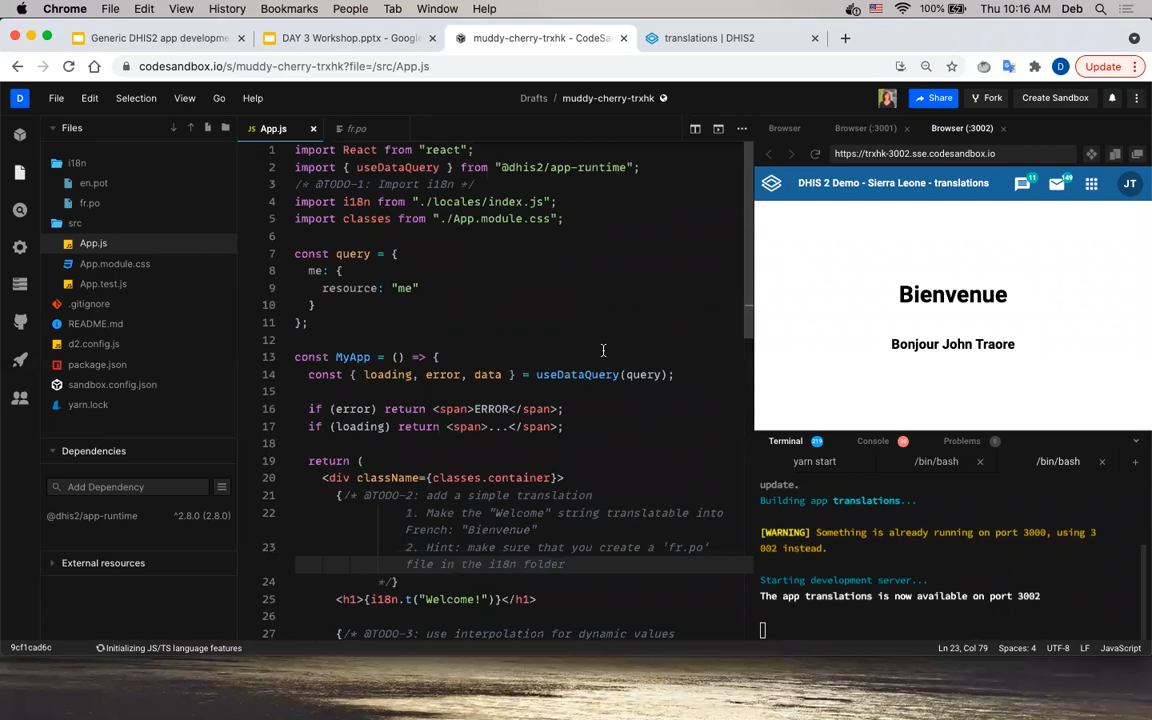 Chrome File Edit View History Bookmarks People Tab Window Help 100% Thu 10:16 AM Deb
Generic DHIS2 app developmen DAY 3 Workshop.pptx - Google muddy-cherry-trxhk - CodeSan translations | DHIS2
codesandbox.io/s/muddy-cherry-trxhk?file=/src/App.js D Update
D File Edit Selection View Go Help Drafts / muddy-cherry-trxhk Share Fork Create Sandbox
Files
i18n
en.pot
fr.po
src
App.js
App.module.css
App.test.js
.gitignore
README.md
d2.config.js
package.json
sandbox.config.json
yarn.lock
Dependencies
Add Dependency
@dhis2/app-runtime ^2.8.0 (2.8.0)
External resources
App.js fr.po
1 import React from "react";
2 import { useDataQuery } from "@dhis2/app-runtime";
3 /* @TODO-1: Import i18n */
4 import i18n from "./locales/index.js";
5 import classes from "./App.module.css";
6
7 const query = {
8 me: {
9 resource: "me"
10 }
11 };
12
13 const MyApp = () => {
14 const { loading, error, data } = useDataQuery(query);
15
16 if (error) return <span>ERROR</span>;
17 if (loading) return <span>...</span>;
18
19 return (
20 <div className={classes.container}>
21 {/* @TODO-2: add a simple translation
22 1. Make the "Welcome" string translatable into
French: "Bienvenue"
23 2. Hint: make sure that you create a 'fr.po'
file in the i18n folder
24 */}
25 <h1>{i18n.t("Welcome!")}</h1>
26
27 {/* @TODO-3: use interpolation for dynamic values
Browser Browser (:3001) Browser (:3002)
https://trxhk-3002.sse.codesandbox.io
DHIS 2 Demo - Sierra Leone - translations 11 149 JT
Bienvenue
Bonjour John Traore
Terminal 219 Console Problems 0
yarn start /bin/bash /bin/bash
update.
Building app translations...
[WARNING] Something is already running on port 3000, using 3
002 instead.
Starting development server...
The app translations is now available on port 3002
9cf1cad6c Initializing JS/TS language features Ln 23, Col 79 Spaces: 4 UTF-8 LF JavaScript